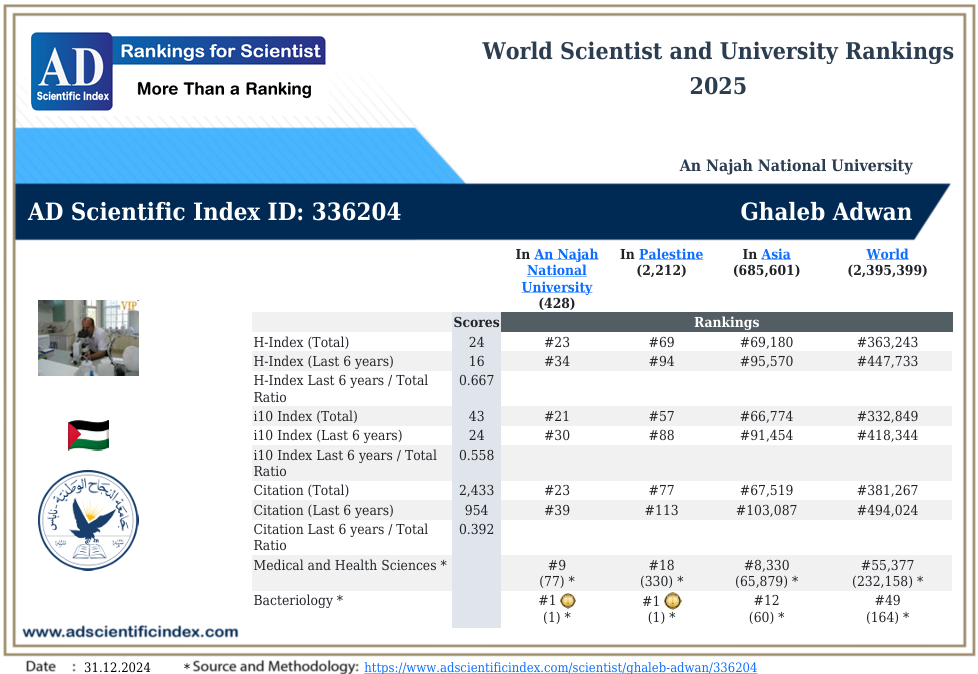 AD
Scientific Index
Rankings for Scientist
More Than a Ranking
World Scientist and University Rankings
2025
An Najah National University
AD Scientific Index ID: 336204
Ghaleb Adwan
In An Najah National University (428) In Palestine (2,212) In Asia (685,601) World (2,395,399)
VIP
Scores Rankings
H-Index (Total) 24 #23 #69 #69,180 #363,243
H-Index (Last 6 years) 16 #34 #94 #95,570 #447,733
H-Index Last 6 years / Total 0.667
Ratio
i10 Index (Total) 43 #21 #57 #66,774 #332,849
i10 Index (Last 6 years) 24 #30 #88 #91,454 #418,344
i10 Index Last 6 years / Total 0.558
Ratio
Citation (Total) 2,433 #23 #77 #67,519 #381,267
Citation (Last 6 years) 954 #39 #113 #103,087 #494,024
Citation Last 6 years / Total 0.392
Ratio
Medical and Health Sciences * #9 #18 #8,330 #55,377
(77) * (330) * (65,879) * (232,158) *
Bacteriology * #1 #1 #12 #49
(1) * (1) * (60) * (164) *
جامعة النجاح الوطنية - نابلس
www.adscientificindex.com
Date : 31.12.2024 * Source and Methodology: https://www.adscientificindex.com/scientist/ghaleb-adwan/336204